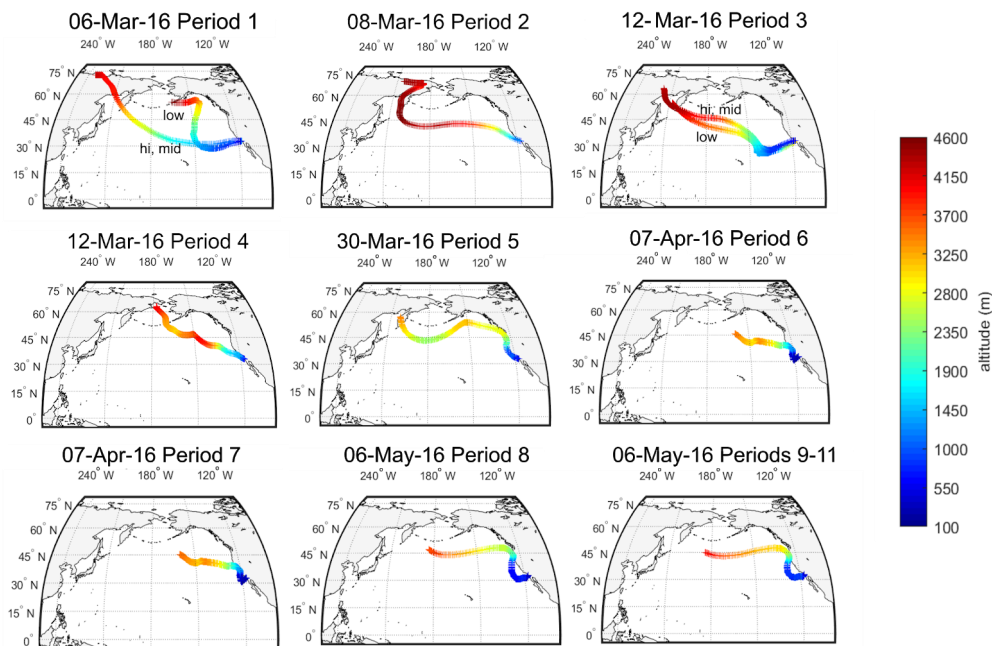 06-Mar-16 Period 1
240° W 180° W 120° W
75° N
60° N
45° N
30° N
15° N
0°
low
hi, mid
08-Mar-16 Period 2
240° W 180° W 120° W
75° N
60° N
45° N
30° N
15° N
0°
12-Mar-16 Period 3
240° W 180° W 120° W
75° N
60° N
45° N
30° N
15° N
0°
hi, mid
low
12-Mar-16 Period 4
240° W 180° W 120° W
75° N
60° N
45° N
30° N
15° N
0°
30-Mar-16 Period 5
240° W 180° W 120° W
75° N
60° N
45° N
30° N
15° N
0°
07-Apr-16 Period 6
240° W 180° W 120° W
75° N
60° N
45° N
30° N
15° N
0°
07-Apr-16 Period 7
240° W 180° W 120° W
75° N
60° N
45° N
30° N
15° N
0°
06-May-16 Period 8
240° W 180° W 120° W
75° N
60° N
45° N
30° N
15° N
0°
06-May-16 Periods 9-11
240° W 180° W 120° W
75° N
60° N
45° N
30° N
15° N
0°
4600
4150
3700
3250
2800
2350
1900
1450
1000
550
100
altitude (m)